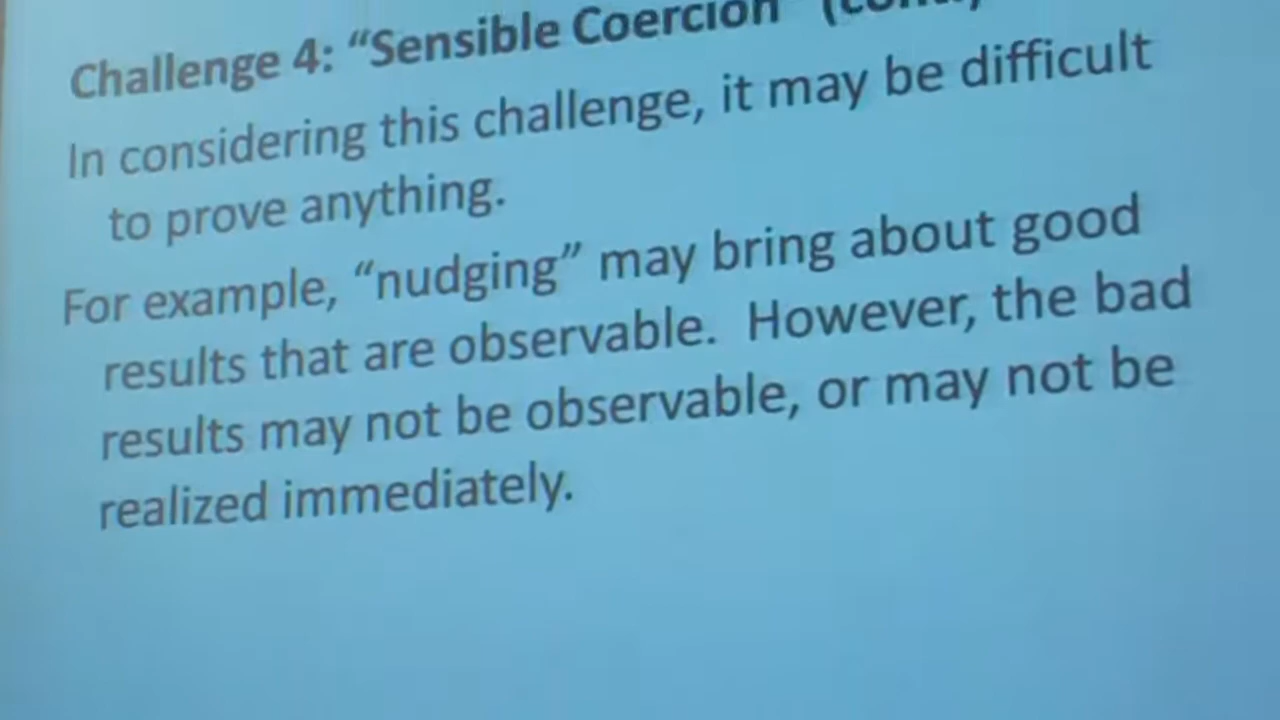 Challenge 4: “Sensible Coercion” (cont.)
In considering this challenge, it may be difficult
to prove anything.
For example, “nudging” may bring about good
results that are observable. However, the bad
results may not be observable, or may not be
realized immediately.